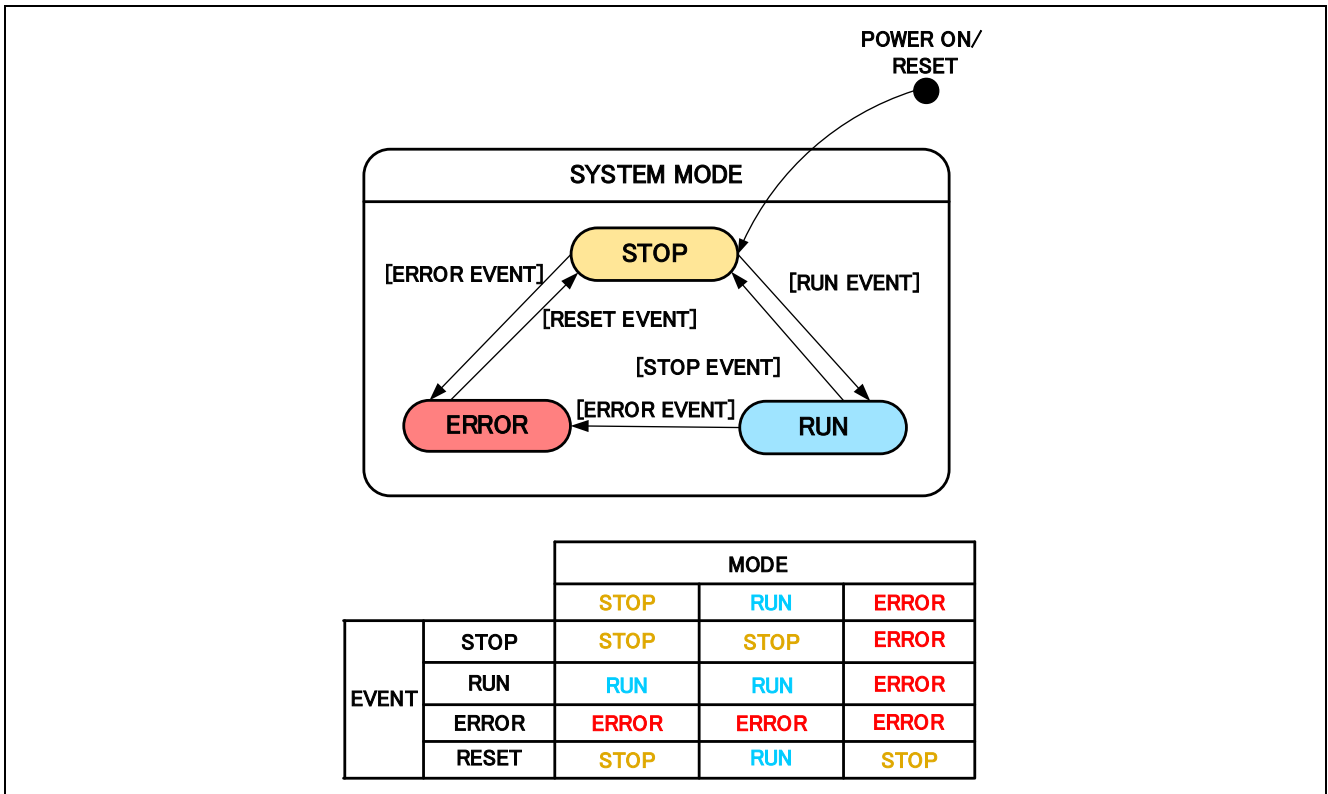 POWER ON/
RESET
SYSTEM MODE
STOP
[ERROR EVENT]
[RUN EVENT]
[RESET EVENT]
[STOP EVENT]
[ERROR EVENT]
ERROR
RUN
MODE
STOP RUN ERROR
EVENT
STOP STOP STOP ERROR
RUN RUN RUN ERROR
ERROR ERROR ERROR ERROR
RESET STOP RUN STOP